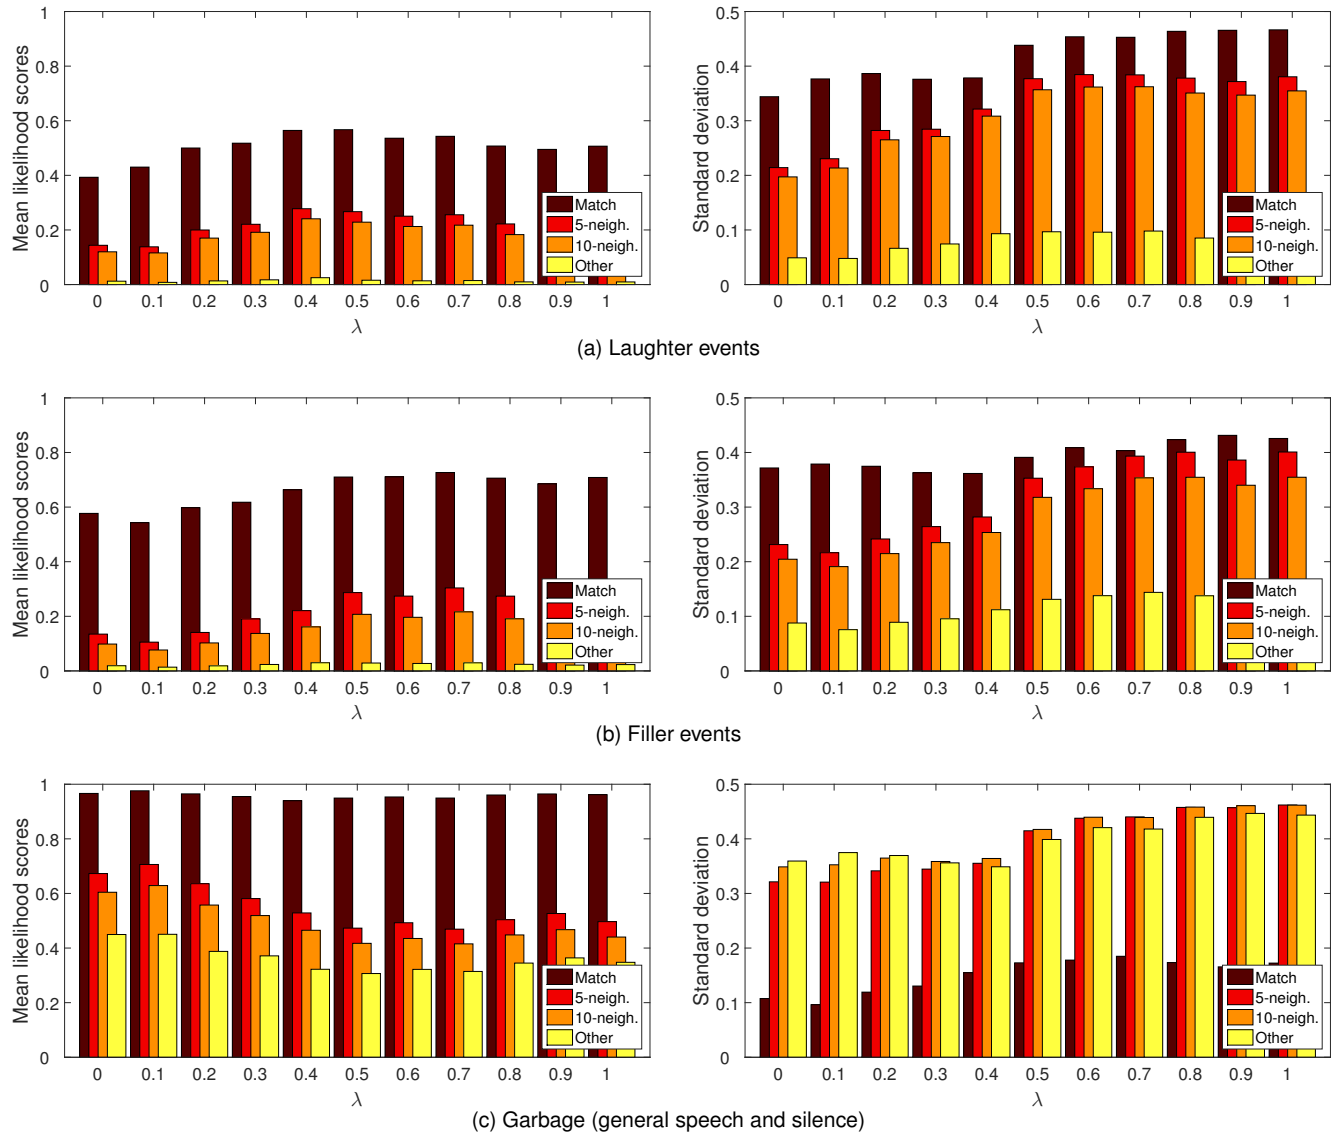 Mean likelihood scores
1
0.8
0.6
0.4
0.2
0
Match
5-neigh.
10-neigh.
Other
0 0.1 0.2 0.3 0.4 0.5 0.6 0.7 0.8 0.9 1
λ
Standard deviation
0.5
0.4
0.3
0.2
0.1
0
Match
5-neigh.
10-neigh.
Other
0 0.1 0.2 0.3 0.4 0.5 0.6 0.7 0.8 0.9 1
λ
(a) Laughter events
Mean likelihood scores
1
0.8
0.6
0.4
0.2
0
Match
5-neigh.
10-neigh.
Other
0 0.1 0.2 0.3 0.4 0.5 0.6 0.7 0.8 0.9 1
λ
Standard deviation
0.5
0.4
0.3
0.2
0.1
0
Match
5-neigh.
10-neigh.
Other
0 0.1 0.2 0.3 0.4 0.5 0.6 0.7 0.8 0.9 1
λ
(b) Filler events
Mean likelihood scores
1
0.8
0.6
0.4
0.2
0
Match
5-neigh.
10-neigh.
Other
0 0.1 0.2 0.3 0.4 0.5 0.6 0.7 0.8 0.9 1
λ
Standard deviation
0.5
0.4
0.3
0.2
0.1
0
Match
5-neigh.
10-neigh.
Other
0 0.1 0.2 0.3 0.4 0.5 0.6 0.7 0.8 0.9 1
λ
(c) Garbage (general speech and silence)